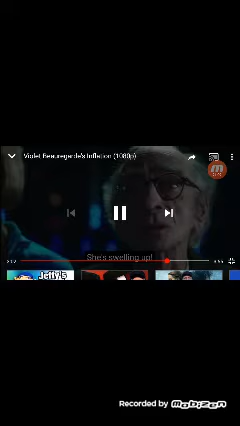 Violet Beauregarde's Inflation (1080p)
She's swelling up!
Recorded by MOBIZEN